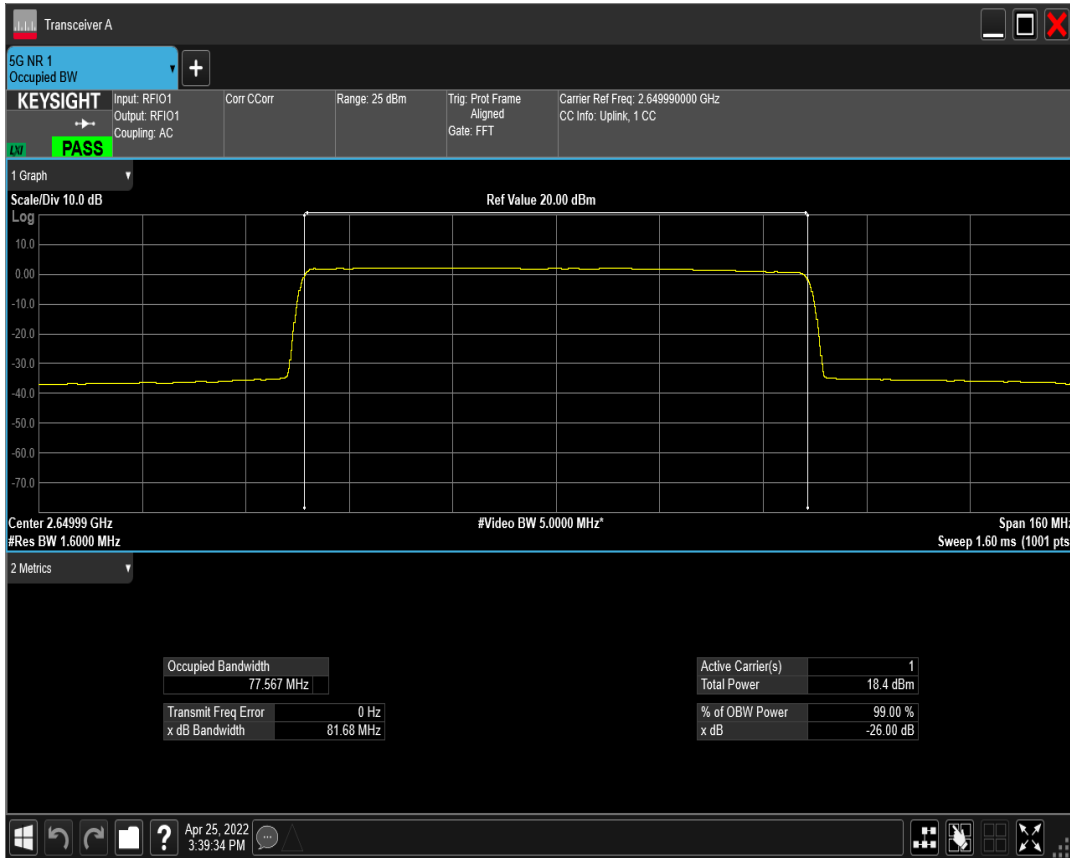 Transceiver A
5G NR 1
Occupied BW
+
KEYSIGHT
LXI
PASS
Input: RFIO1
Output: RFIO1
Coupling: AC
Corr CCorr
Range: 25 dBm
Trig: Prot Frame
Aligned
Gate: FFT
Carrier Ref Freq: 2.649990000 GHz
CC Info: Uplink, 1 CC
1 Graph
Scale/Div 10.0 dB
Ref Value 20.00 dBm
Log
10.0
0.00
-10.0
-20.0
-30.0
-40.0
-50.0
-60.0
-70.0
Center 2.64999 GHz
#Video BW 5.0000 MHz*
Span 160 MHz
#Res BW 1.6000 MHz
Sweep 1.60 ms (1001 pts
2 Metrics
Occupied Bandwidth
77.567 MHz
Transmit Freq Error 0 Hz
x dB Bandwidth 81.68 MHz
Active Carrier(s) 1
Total Power 18.4 dBm
% of OBW Power 99.00 %
x dB -26.00 dB
?
Apr 25, 2022
3:39:34 PM